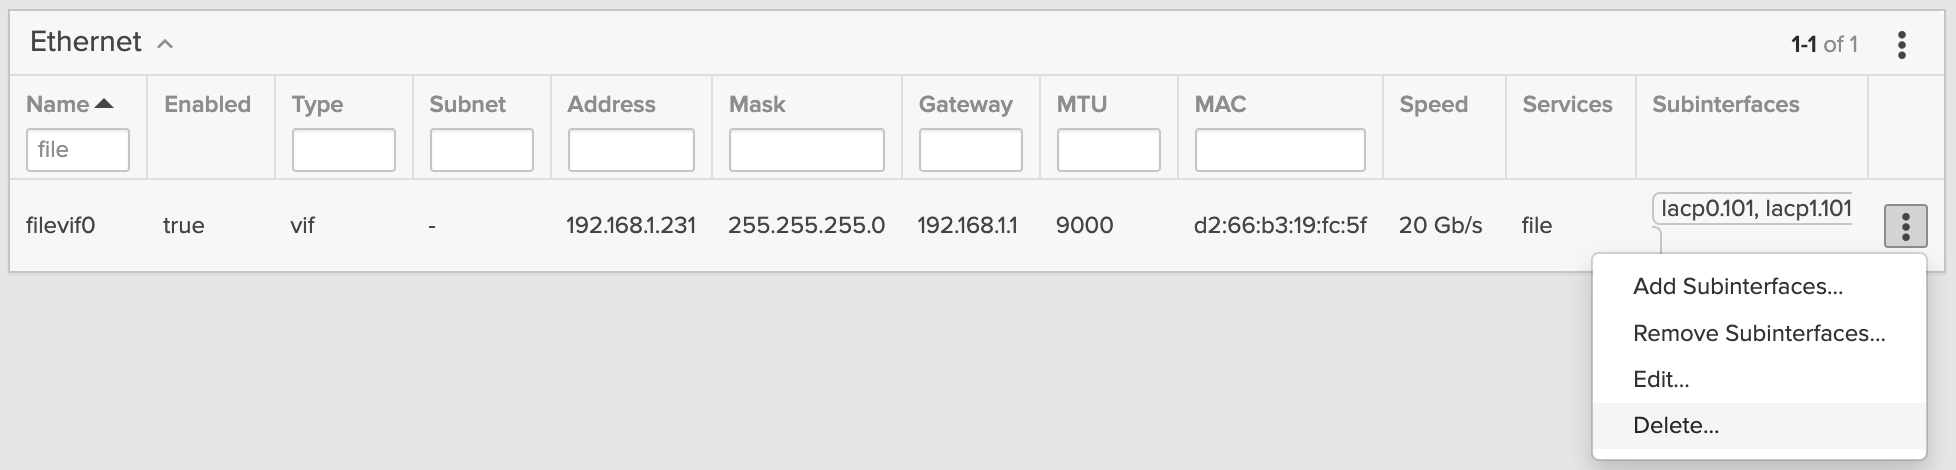 Ethernet
1-1 of 1
Name Enabled Type Subnet Address Mask Gateway MTU MAC Speed Services Subinterfaces
file
filevif0 true vif - 192.168.1.231 255.255.255.0 192.168.1.1 9000 d2:66:b3:19:fc:5f 20 Gb/s file lacp0.101, lacp1.101
Add Subinterfaces...
Remove Subinterfaces...
Edit...
Delete...